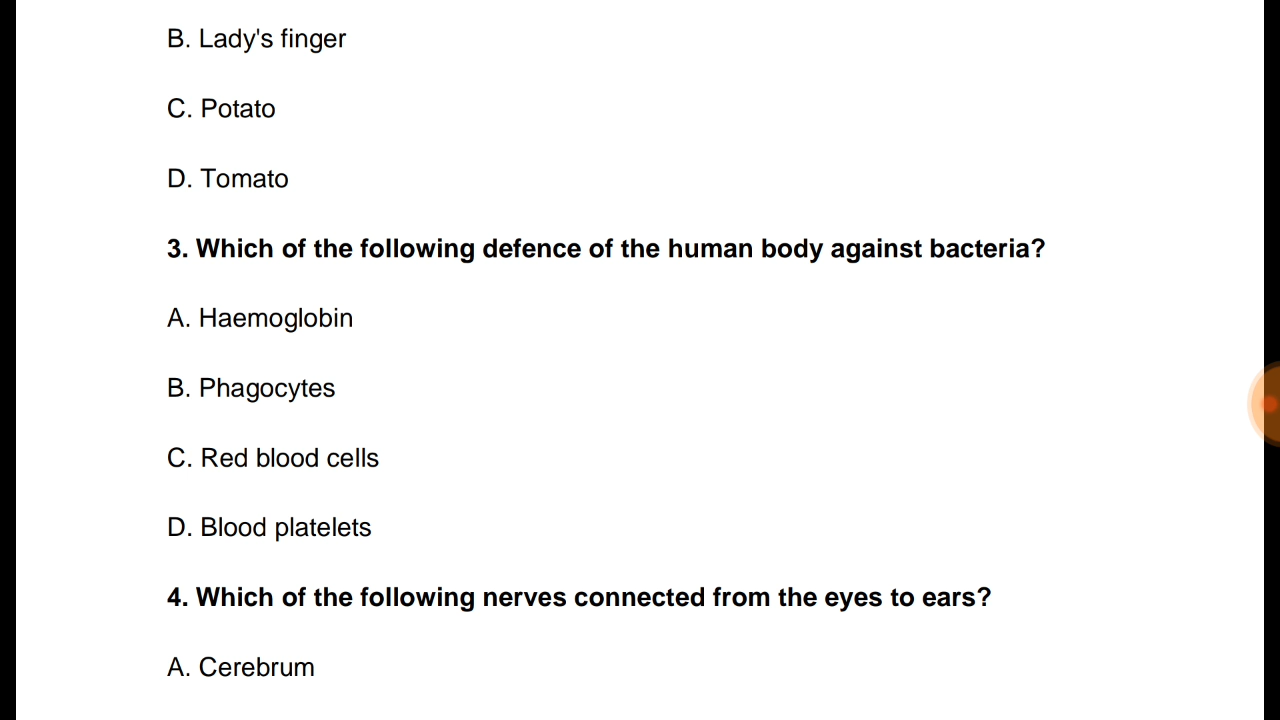 B. Lady's finger
C. Potato
D. Tomato
3. Which of the following defence of the human body against bacteria?
A. Haemoglobin
B. Phagocytes
C. Red blood cells
D. Blood platelets
4. Which of the following nerves connected from the eyes to ears?
A. Cerebrum